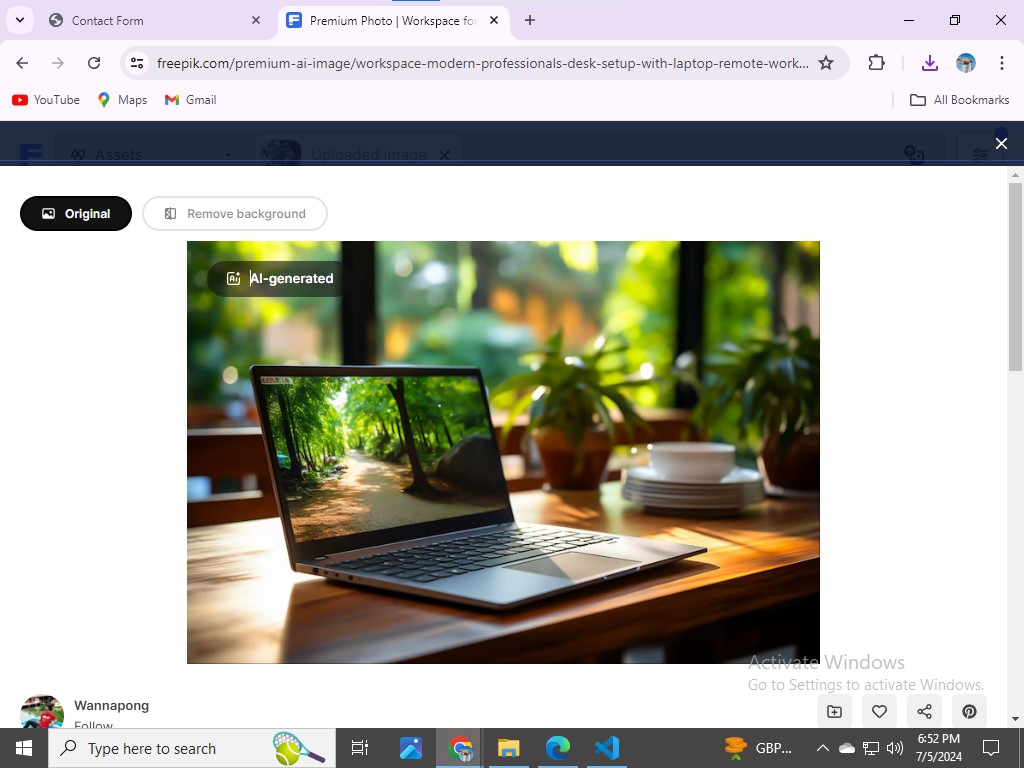 Contact Form
Premium Photo | Workspace for
freepik.com/premium-ai-image/workspace-modern-professionals-desk-setup-with-laptop-remote-work...
YouTube
Maps
Gmail
All Bookmarks
Assets
Uploaded image
Original
Remove background
AI-generated
Activate Windows
Go to Settings to activate Windows.
Wannapong
Follow
Type here to search
GBP...
6:52 PM
7/5/2024